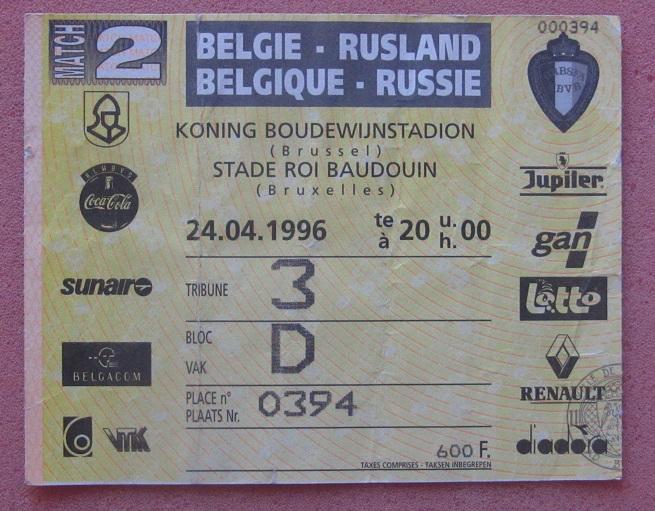 MATCH 2
BELGIE - RUSLAND
BELGIQUE - RUSSIE
000394
KONING BOUDEWIJNSTADION
(Brussel)
STADE ROI BAUDOUIN
(Bruxelles)
24.04.1996 te à 20 u. h. 00
TRIBUNE 3
BLOC
VAK D
PLACE n°
PLAATS Nr. 0394
600 F.
TAXES COMPRISES - TAKSEN INBEGREPEN
ALWAYS
Coca-Cola
sunair
BELGACOM
VTK
Jupiler
gan
Lotto
RENAULT
diadora